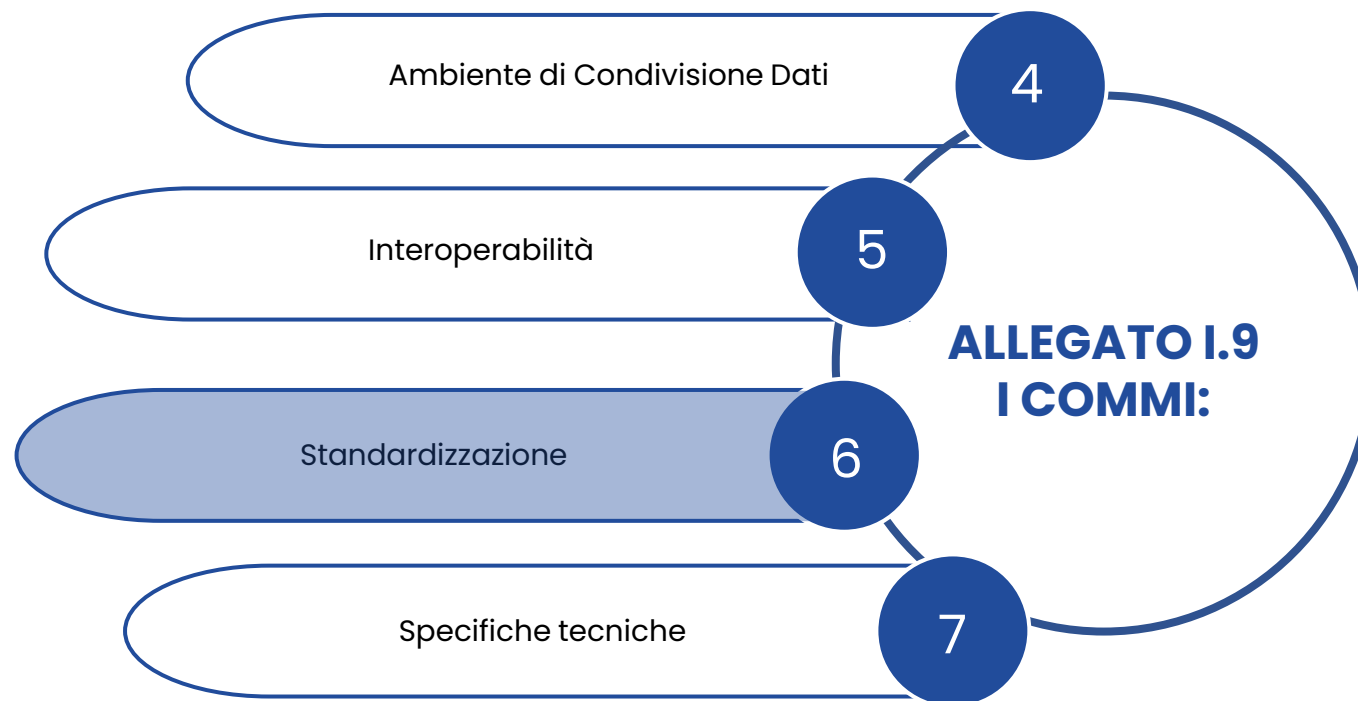 Ambiente di Condivisione Dati
4
Interoperabilità
5
ALLEGATO I.9
I COMMI:
Standardizzazione
6
Specifiche tecniche
7